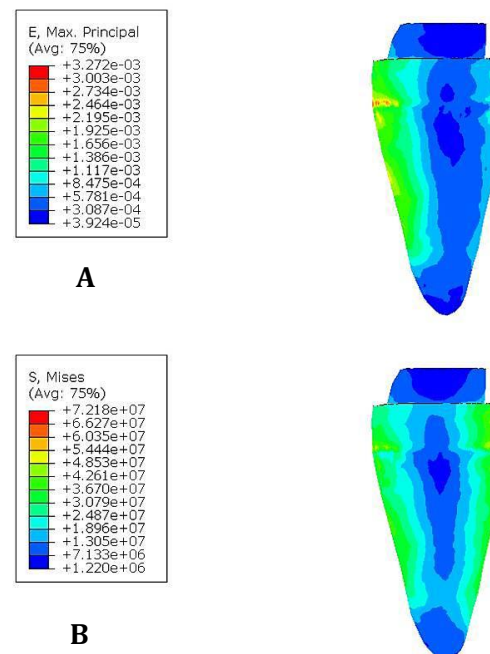 E, Max. Principal
(Avg: 75%)
+3.272e-03
+3.003e-03
+2.734e-03
+2.464e-03
+2.195e-03
+1.925e-03
+1.656e-03
+1.386e-03
+1.117e-03
+8.475e-04
+5.781e-04
+3.087e-04
+3.924e-05
A
S, Mises
(Avg: 75%)
+7.218e+07
+6.627e+07
+6.035e+07
+5.444e+07
+4.853e+07
+4.261e+07
+3.670e+07
+3.079e+07
+2.487e+07
+1.896e+07
+1.305e+07
+7.133e+06
+1.220e+06
B